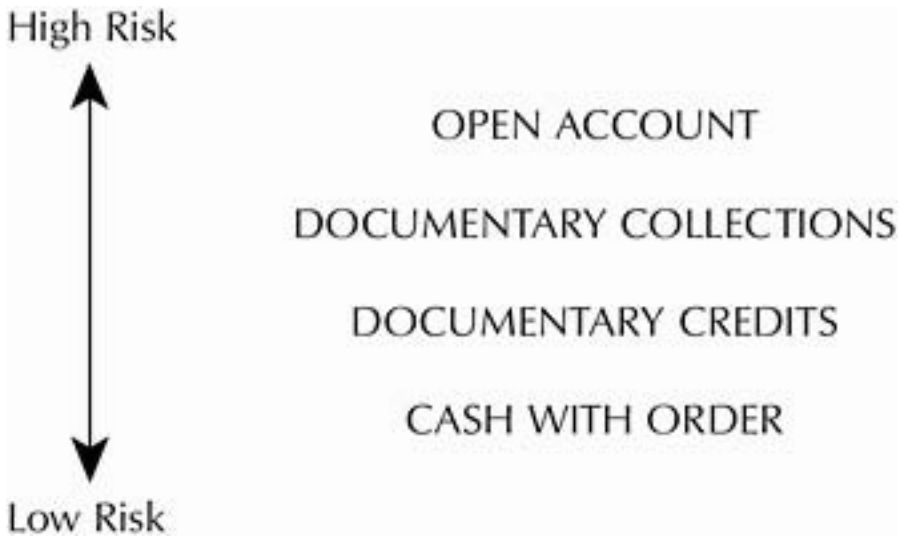 High Risk
OPEN ACCOUNT
DOCUMENTARY COLLECTIONS
DOCUMENTARY CREDITS
CASH WITH ORDER
Low Risk